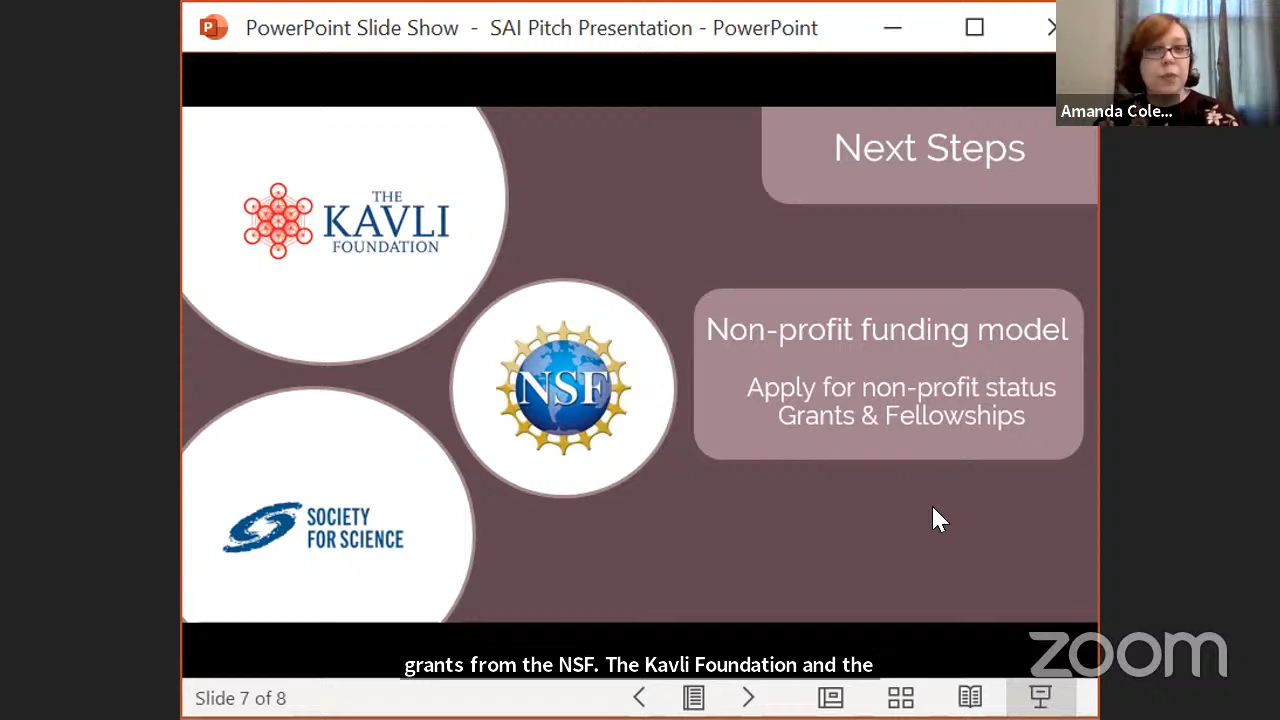 PowerPoint Slide Show - SAI Pitch Presentation - PowerPoint
Amanda Cole...
Next Steps
THE
KAVLI
FOUNDATION
NSF
Non-profit funding model
Apply for non-profit status
Grants & Fellowships
SOCIETY
FOR SCIENCE
zoom
grants from the NSF. The Kavli Foundation and the
Slide 7 of 8